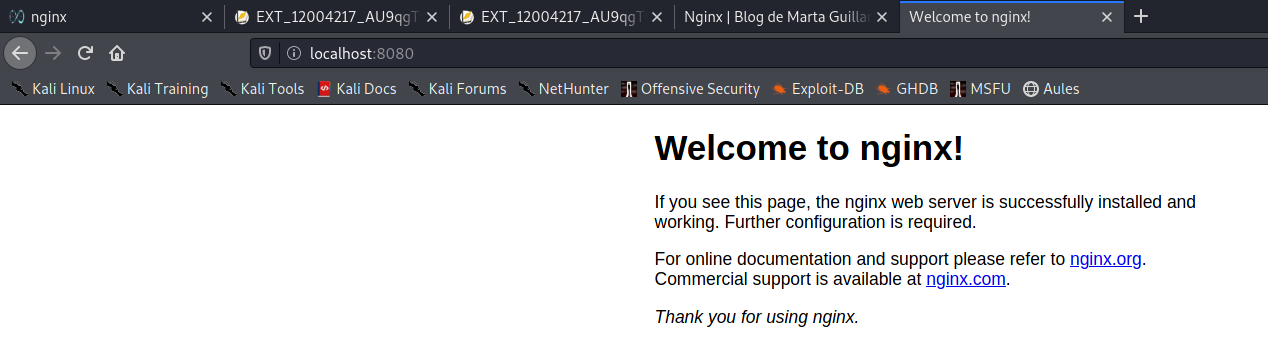 nginx
EXT_12004217_AU9qgT
EXT_12004217_AU9qgT
Nginx | Blog de Marta Guilla
Welcome to nginx!
localhost:8080
Kali Linux
Kali Training
Kali Tools
Kali Docs
Kali Forums
NetHunter
Offensive Security
Exploit-DB
GHDB
MSFU
Aules
Welcome to nginx!
If you see this page, the nginx web server is successfully installed and
working. Further configuration is required.
For online documentation and support please refer to nginx.org.
Commercial support is available at nginx.com.
Thank you for using nginx.